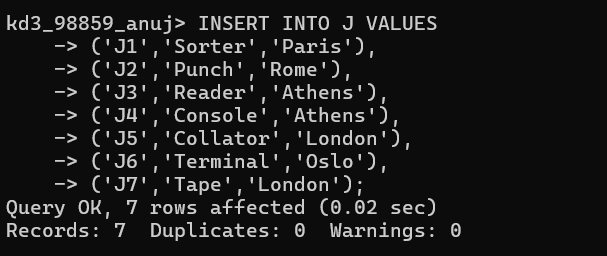 kd3_98859_anuj> INSERT INTO J VALUES
    -> ('J1','Sorter','Paris'),
    -> ('J2','Punch','Rome'),
    -> ('J3','Reader','Athens'),
    -> ('J4','Console','Athens'),
    -> ('J5','Collator','London'),
    -> ('J6','Terminal','Oslo'),
    -> ('J7','Tape','London');
Query OK, 7 rows affected (0.02 sec)
Records: 7  Duplicates: 0  Warnings: 0